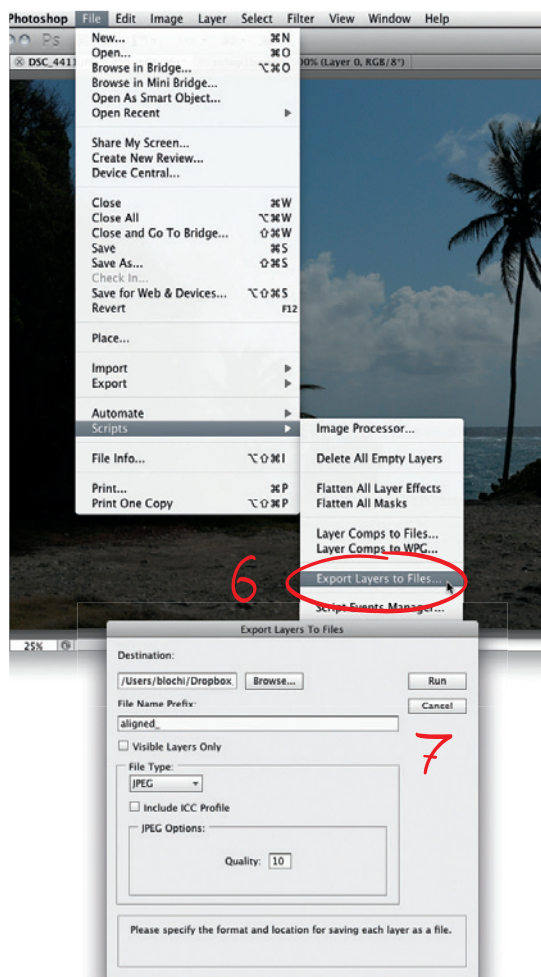 Photoshop File Edit Image Layer Select Filter View Window Help
Ps
DSC_441
00% (Layer 0, RGB/8*)
New... ⌘N
Open... ⌘O
Browse in Bridge... ⌥⌘O
Browse in Mini Bridge...
Open As Smart Object...
Open Recent ▶
Share My Screen...
Create New Review...
Device Central...
Close ⌘W
Close All ⌥⌘W
Close and Go To Bridge... ⇧⌘W
Save ⌘S
Save As... ⇧⌘S
Check In...
Save for Web & Devices... ⌥⇧⌘S
Revert F12
Place...
Import ▶
Export ▶
Automate ▶
Scripts ▶
File Info... ⌥⇧⌘I
Print... ⌘P
Print One Copy ⌥⇧⌘P
Image Processor...
Delete All Empty Layers
Flatten All Layer Effects
Flatten All Masks
Layer Comps to Files...
Layer Comps to WPG...
Export Layers to Files...
Script Events Manager...
6
25%
Export Layers To Files
Destination:
/Users/blochi/Dropbox Browse... Run
File Name Prefix: Cancel
aligned_
7
Visible Layers Only
File Type:
JPEG
Include ICC Profile
JPEG Options:
Quality: 10
Please specify the format and location for saving each layer as a file.